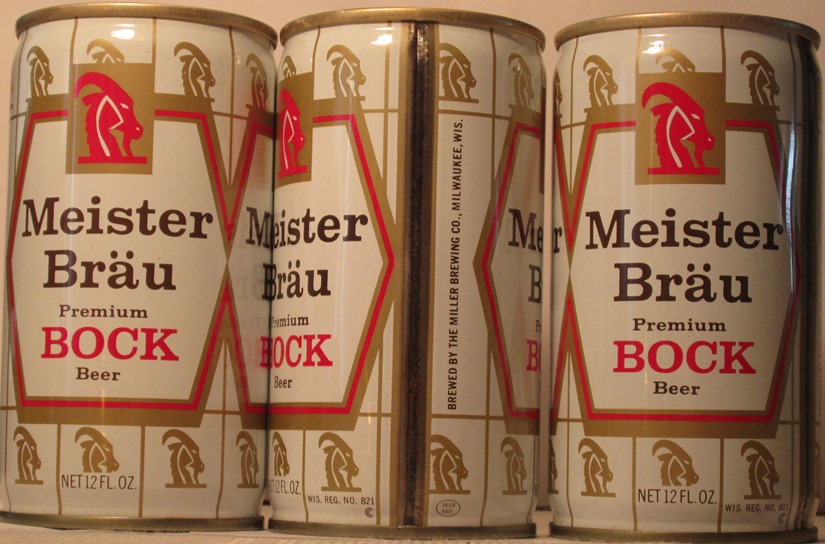 Meister
Bräu
Premium
BOCK
Beer
NET 12 FL. OZ.
Meister
Bräu
Premium
BOCK
Beer
FL. OZ.
WIS. REG. NO. 821
BREWED BY THE MILLER BREWING CO., MILWAUKEE, WIS.
Me
B
P
B
Meister
Bräu
Premium
BOCK
Beer
NET 12 FL. OZ.
WIS. REG. NO. 821